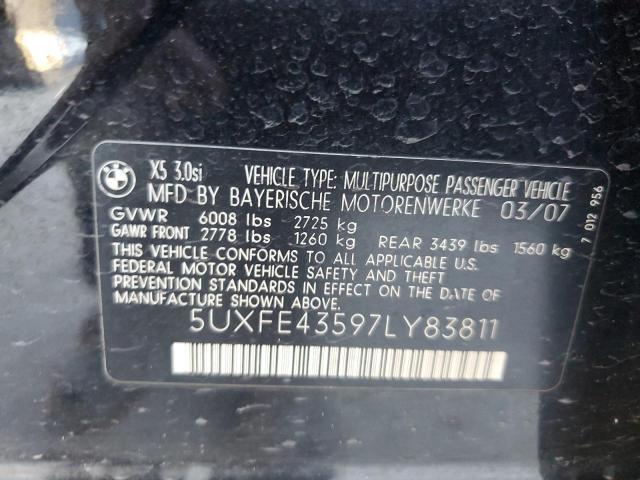 BMW
X5 3.0si VEHICLE TYPE: MULTIPURPOSE PASSENGER VEHICLE
MFD BY BAYERISCHE MOTORENWERKE 03/07
GVWR 6008 lbs 2725 kg
GAWR FRONT 2778 lbs 1260 kg REAR 3439 lbs 1560 kg
THIS VEHICLE CONFORMS TO ALL APPLICABLE U.S.
FEDERAL MOTOR VEHICLE SAFETY AND THEFT
PREVENTION STANDARDS IN EFFECT ON THE DATE OF
MANUFACTURE SHOWN ABOVE.
5UXFE43597LY83811
7 012 956